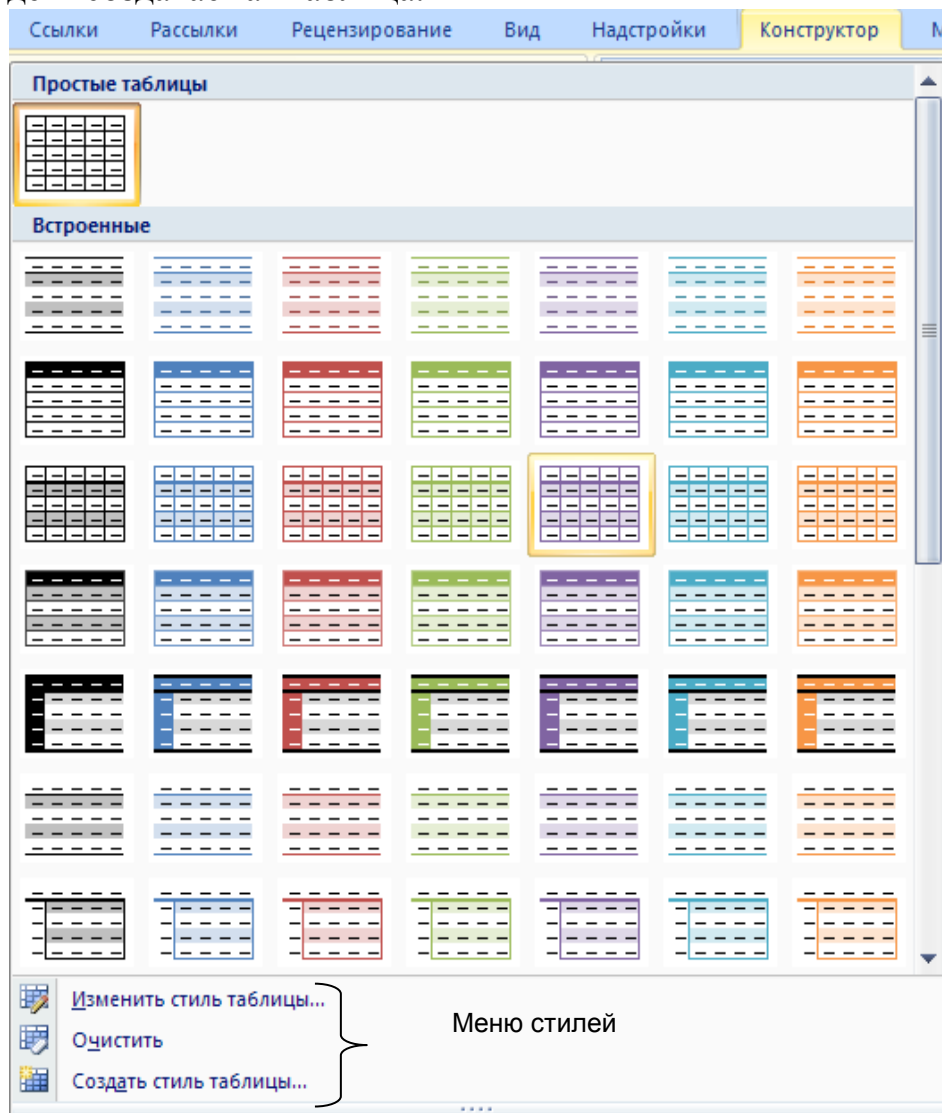 Ссылки Рассылки Рецензирование Вид Надстройки Конструктор
Простые таблицы
Встроенные
Изменить стиль таблицы...
Меню стилей
Очистить
Создать стиль таблицы...